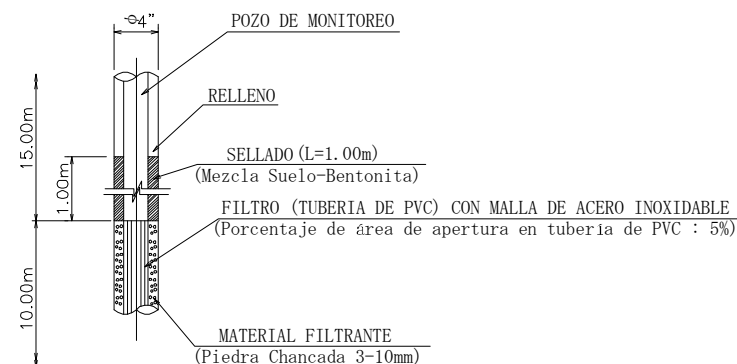 ϕ4"
POZO DE MONITOREO
RELLENO
15.00m
1.00m
SELLADO (L=1.00m)
(Mezcla Suelo-Bentonita)
FILTRO (TUBERIA DE PVC) CON MALLA DE ACERO INOXIDABLE
(Porcentaje de área de apertura en tubería de PVC : 5%)
10.00m
MATERIAL FILTRANTE
(Piedra Chancada 3-10mm)